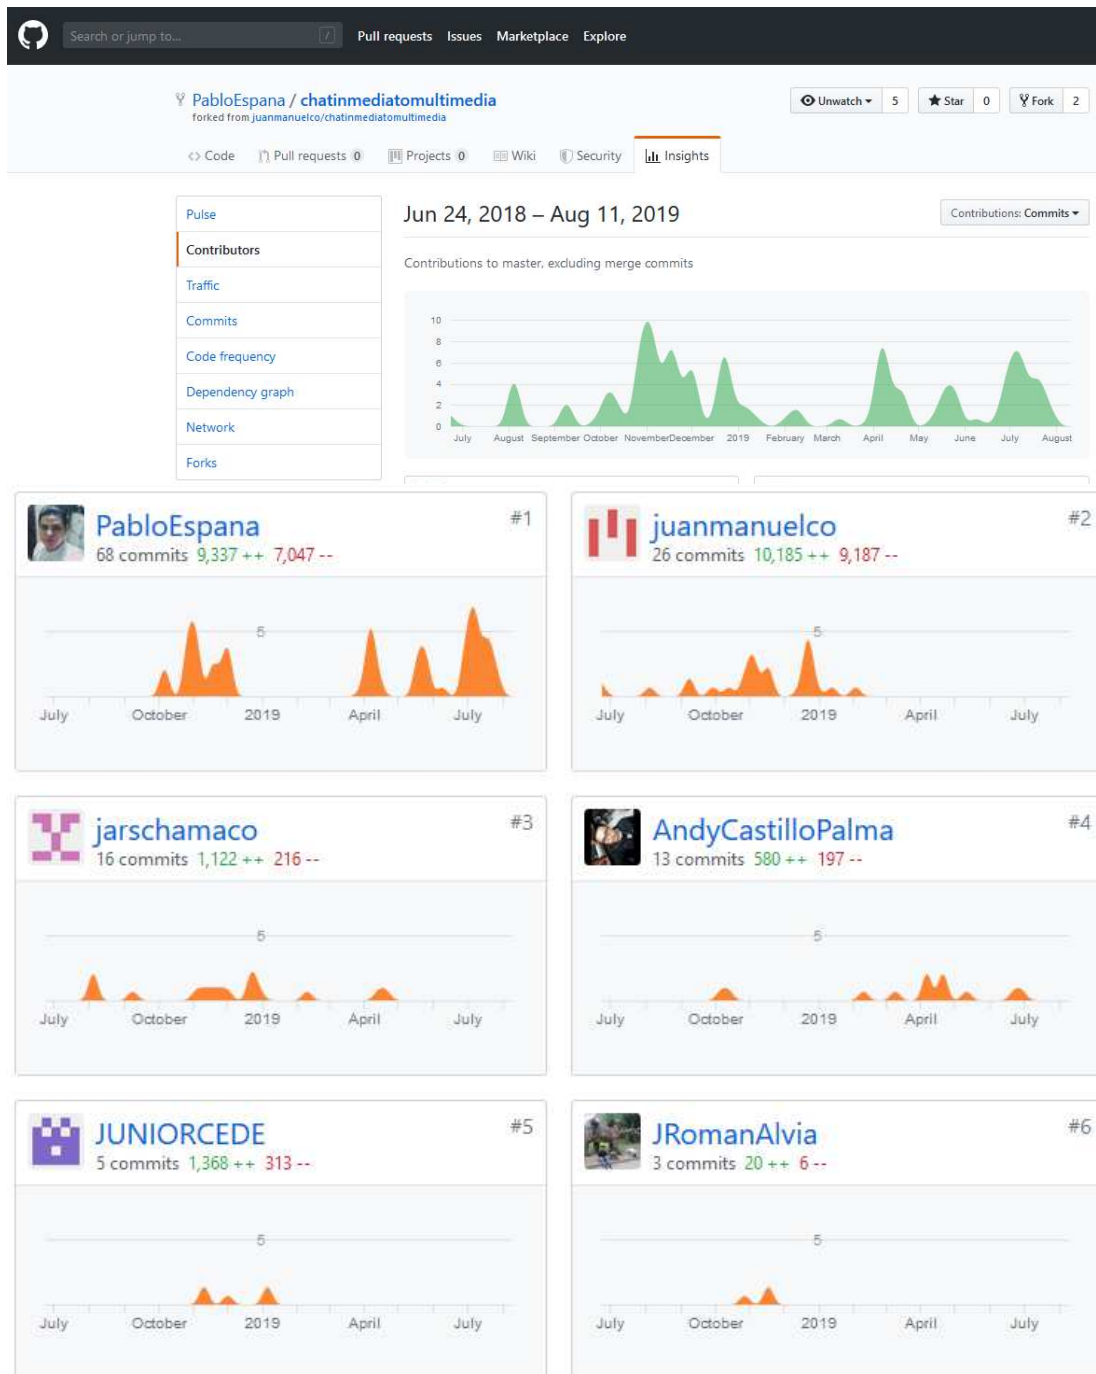 Search or jump to... / Pull requests Issues Marketplace Explore
PabloEspana / chatinmediatomultimedia
forked from juanmanuelco/chatinmediatomultimedia
Unwatch 5 Star 0 Fork 2
<> Code Pull requests 0 Projects 0 Wiki Security Insights
Pulse
Contributors
Traffic
Commits
Code frequency
Dependency graph
Network
Forks
Jun 24, 2018 – Aug 11, 2019
Contributions: Commits
Contributions to master, excluding merge commits
10
8
6
4
2
0
July August September October November December 2019 February March April May June July August
PabloEspana #1
68 commits 9,337 ++ 7,047 --
5
July October 2019 April July
juanmanuelco #2
26 commits 10,185 ++ 9,187 --
5
July October 2019 April July
jarschamaco #3
16 commits 1,122 ++ 216 --
5
July October 2019 April July
AndyCastilloPalma #4
13 commits 580 ++ 197 --
5
July October 2019 April July
JUNIORCEDE #5
5 commits 1,368 ++ 313 --
5
July October 2019 April July
JRomanAlvia #6
3 commits 20 ++ 6 --
5
July October 2019 April July